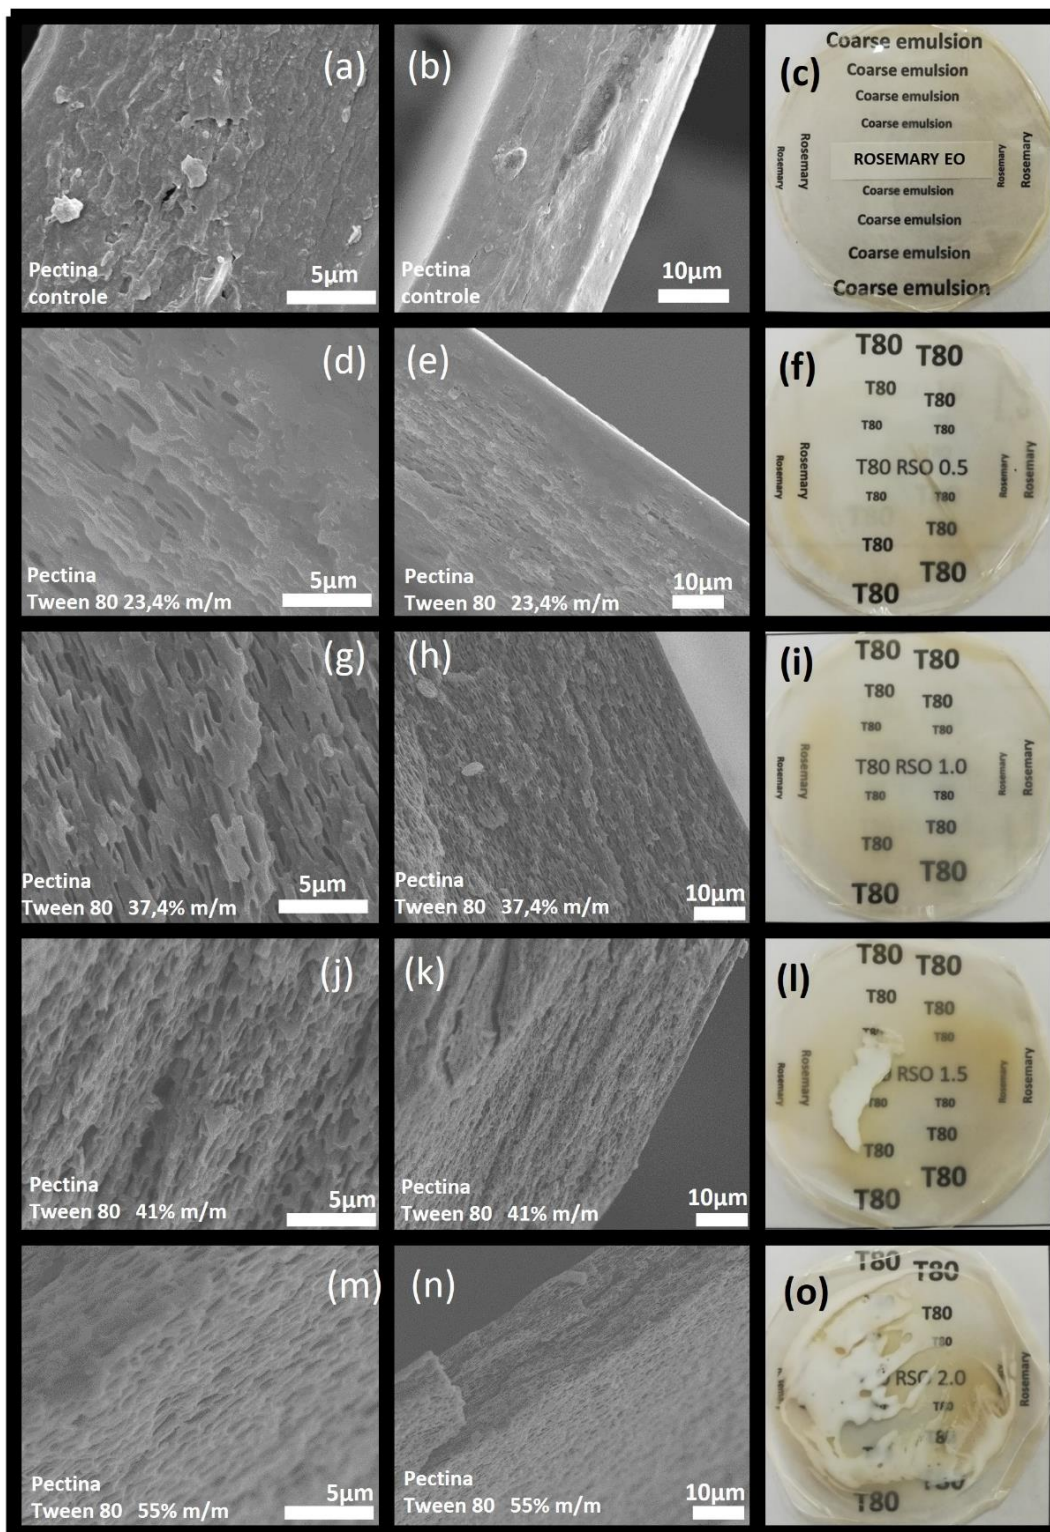 (a)
Pectina
controle
5µm
(b)
Pectina
controle
10µm
(c)
Coarse emulsion
Coarse emulsion
Coarse emulsion
Coarse emulsion
Rosemary
Rosemary
ROSEMARY EO
Rosemary
Rosemary
Coarse emulsion
Coarse emulsion
Coarse emulsion
Coarse emulsion
(d)
Pectina
Tween 80 23,4% m/m
5µm
(e)
Pectina
Tween 80 23,4% m/m
10µm
(f)
T80 T80
T80 T80
T80 T80
Rosemary
Rosemary
T80 RSO 0.5
Rosemary
Rosemary
T80 T80
T80 T80
T80 T80
(g)
Pectina
Tween 80 37,4% m/m
5µm
(h)
Pectina
Tween 80 37,4% m/m
10µm
(i)
T80 T80
T80 T80
T80 T80
Rosemary
Rosemary
T80 RSO 1.0
Rosemary
Rosemary
T80 T80
T80 T80
T80 T80
(j)
Pectina
Tween 80 41% m/m
5µm
(k)
Pectina
Tween 80 41% m/m
10µm
(l)
T80 T80
T80 T80
T80 T80
Rosemary
Rosemary
RSO 1.5
Rosemary
Rosemary
T80 T80
T80 T80
T80 T80
(m)
Pectina
Tween 80 55% m/m
5µm
(n)
Pectina
Tween 80 55% m/m
10µm
(o)
T80 T80
T80
T80
RSO 2.0
Rosemary
T80
T80
T80
T80